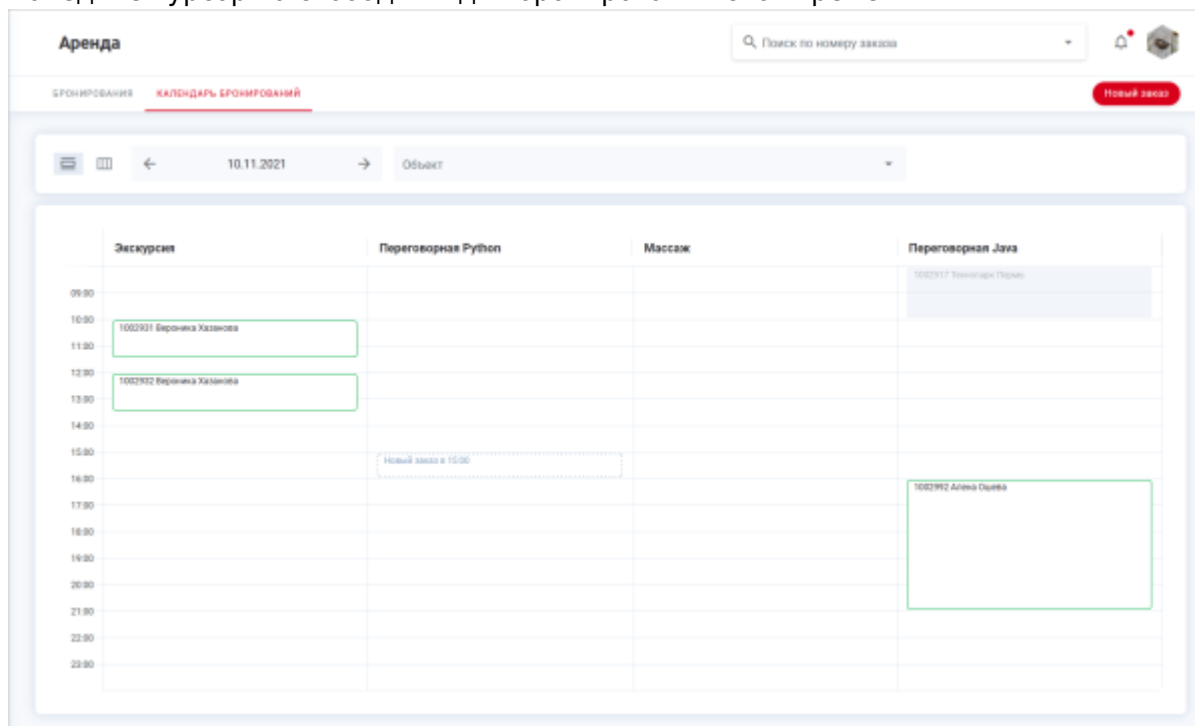 Аренда
Поиск по номеру заказа
БРОНИРОВАНИЯ КАЛЕНДАРЬ БРОНИРОВАНИЙ
Новый заказ
10.11.2021
Объект
Экскурсия Переговорная Python Массаж Переговорная Java
1002917 Технопарк Пермь
09:00
10:00
1002931 Вероника Хазанова
11:00
12:00
1002932 Вероника Хазанова
13:00
14:00
15:00
Новый заказ в 15:00
16:00
1002992 Алена Ощева
17:00
18:00
19:00
20:00
21:00
22:00
23:00